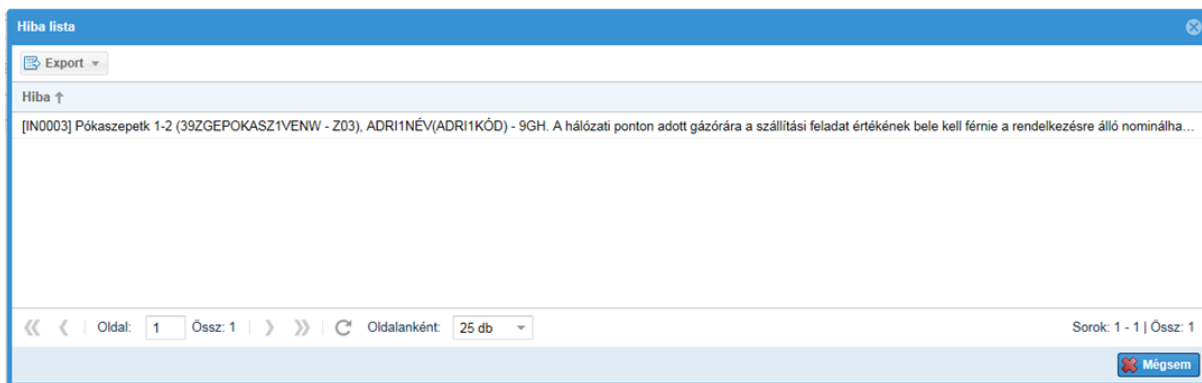 Hiba lista
Export
Hiba ↑
[IN0003] Pókaszepetk 1-2 (39ZGEPOKASZ1VENW - Z03), ADRI1NÉV(ADRI1KÓD) - 9GH. A hálózati ponton adott gázórára a szállítási feladat értékének bele kell férnie a rendelkezésre álló nominálha...
Oldal: 1 Össz: 1 Oldalanként: 25 db Sorok: 1 - 1 | Össz: 1
Mégsem